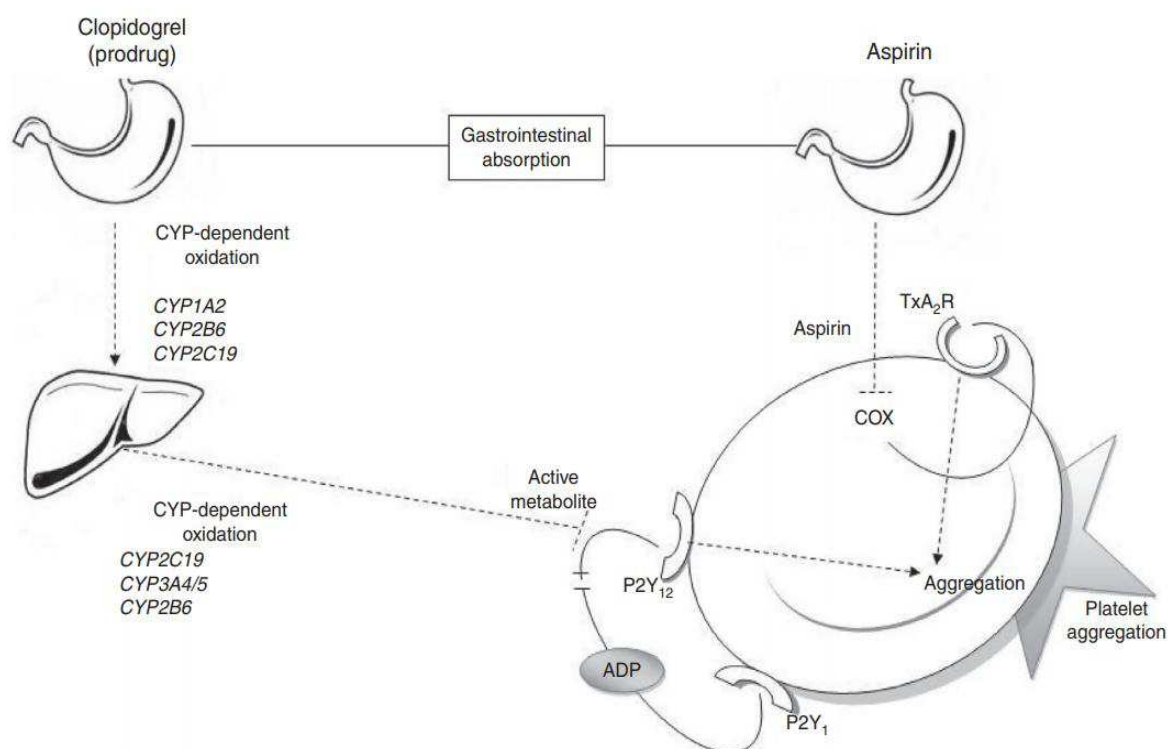 Clopidogrel
(prodrug)
Aspirin
Gastrointestinal
absorption
CYP-dependent
oxidation
CYP1A2
CYP2B6
CYP2C19
TxA2R
Aspirin
COX
Active
metabolite
CYP-dependent
oxidation
CYP2C19
CYP3A4/5
CYP2B6
P2Y12
Aggregation
Platelet
aggregation
ADP
P2Y1